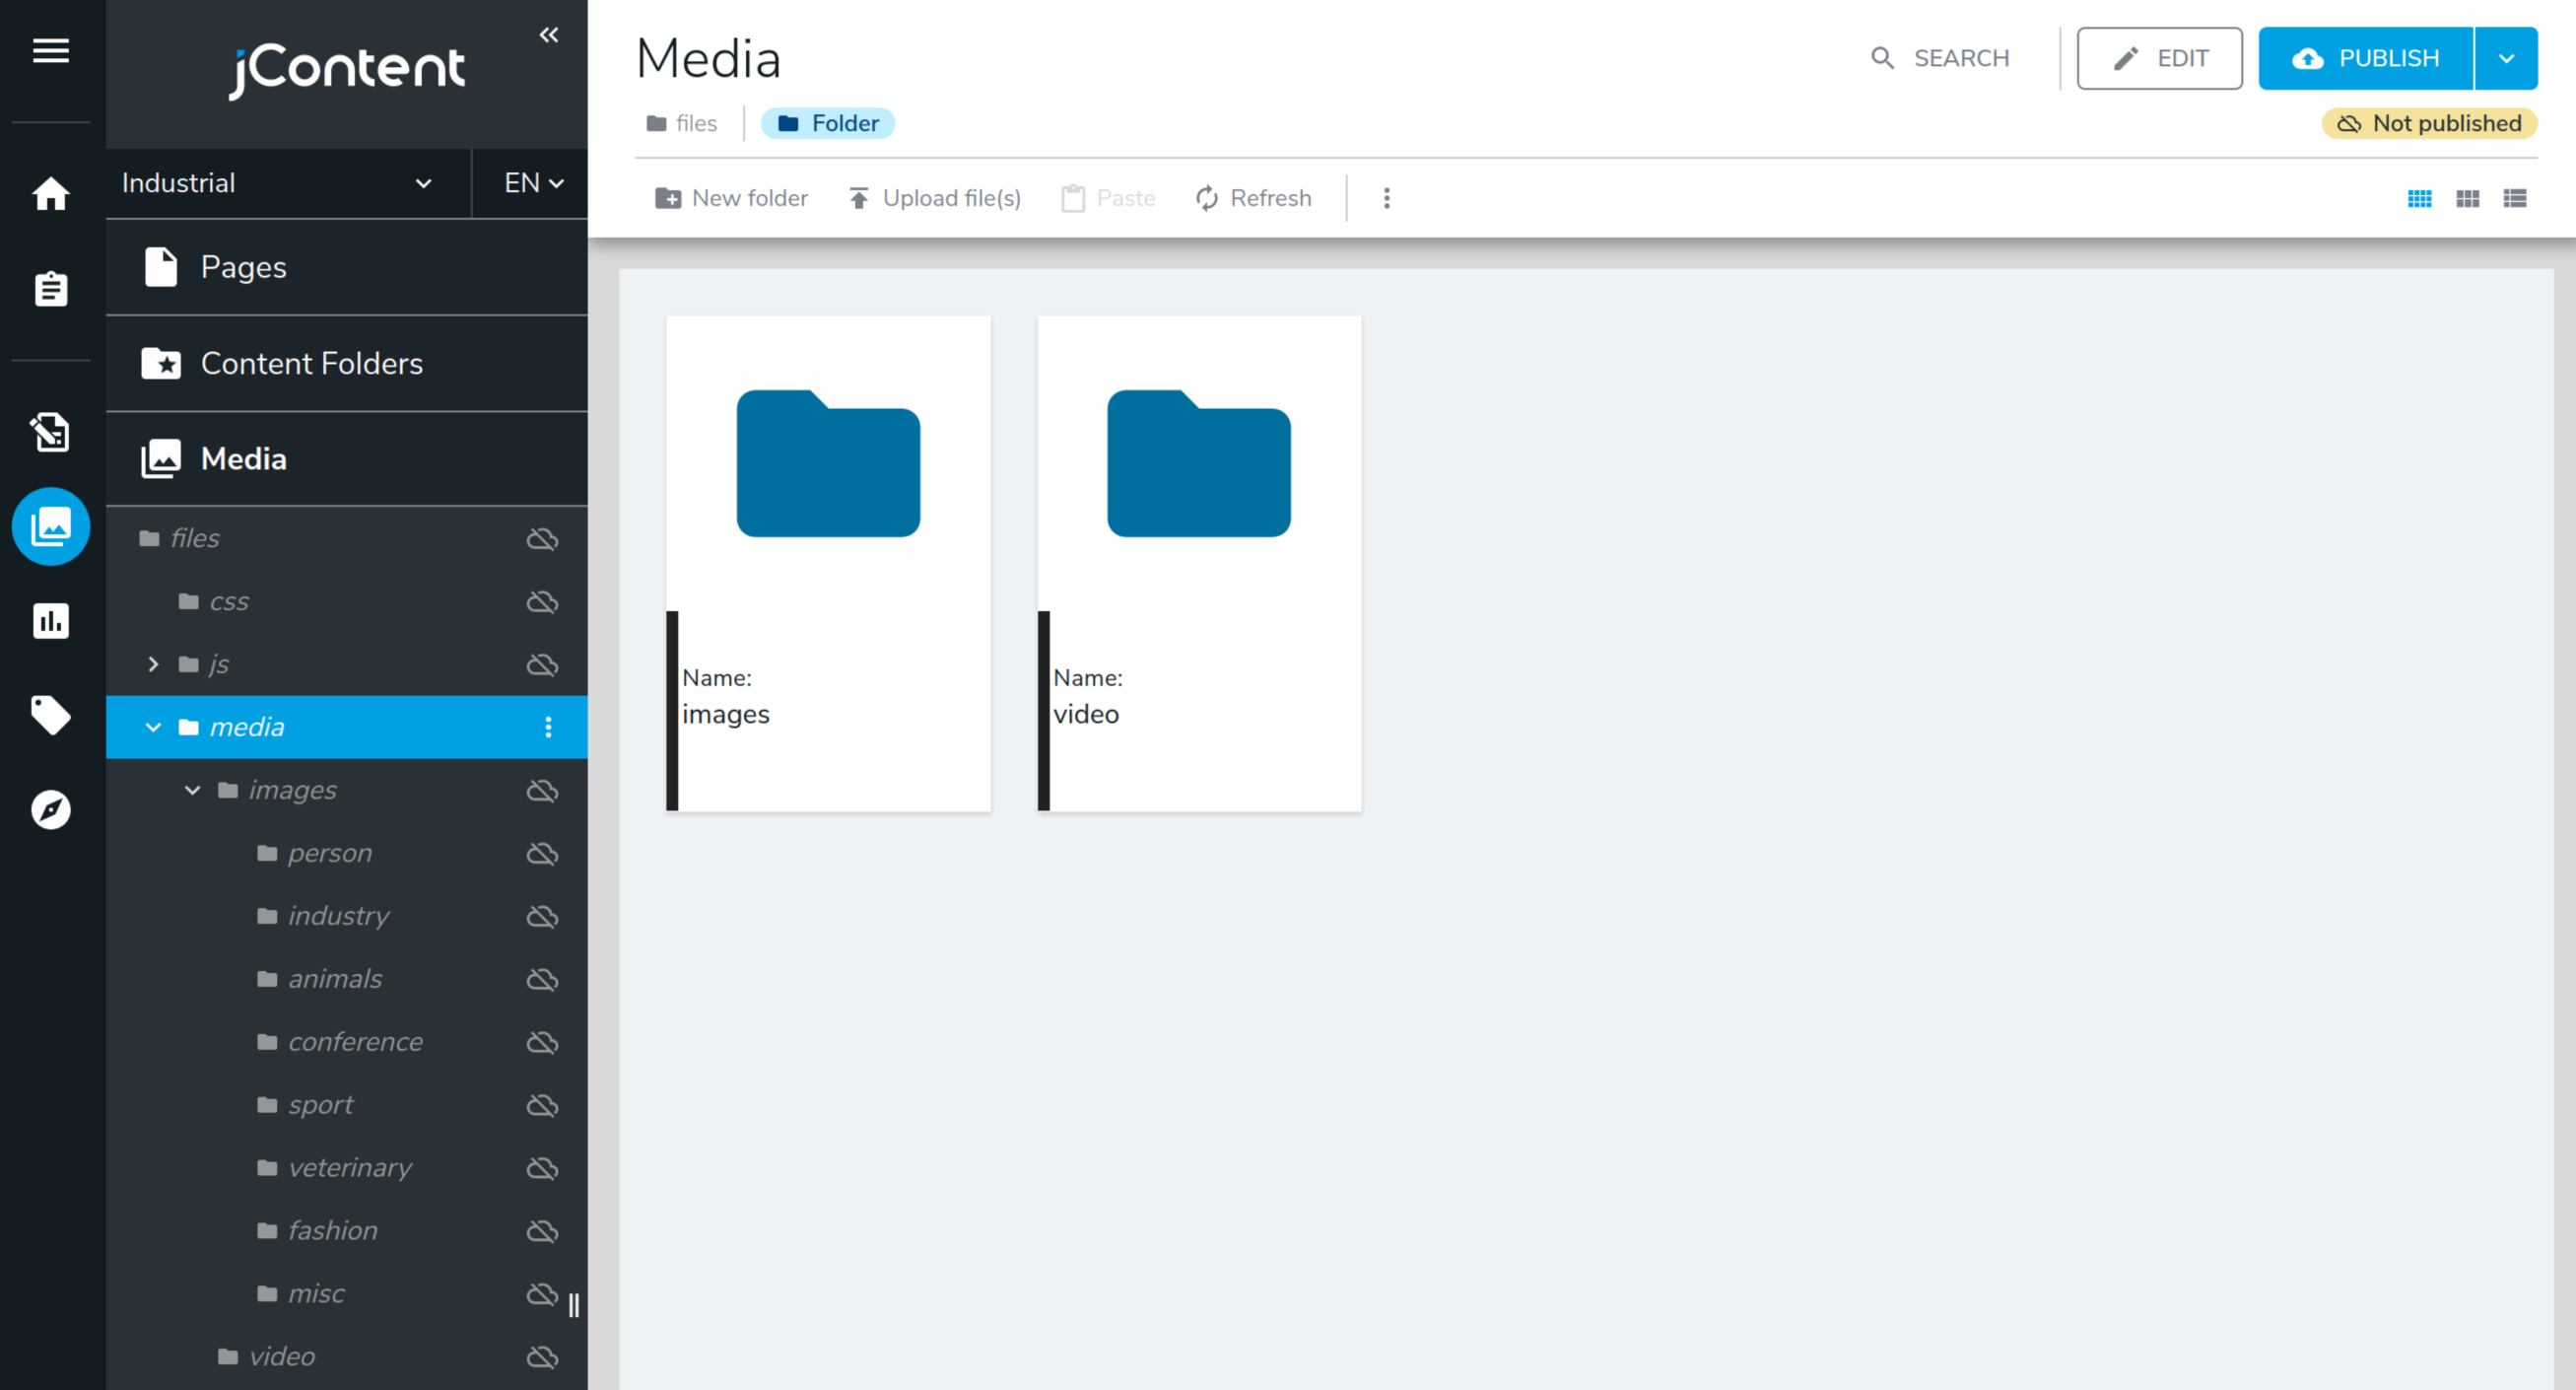 jContent
Industrial
EN
Pages
Content Folders
Media
files
css
js
media
images
person
industry
animals
conference
sport
veterinary
fashion
misc
video
Media
SEARCH
EDIT
PUBLISH
files
Folder
Not published
New folder
Upload file(s)
Paste
Refresh
Name:
images
Name:
video